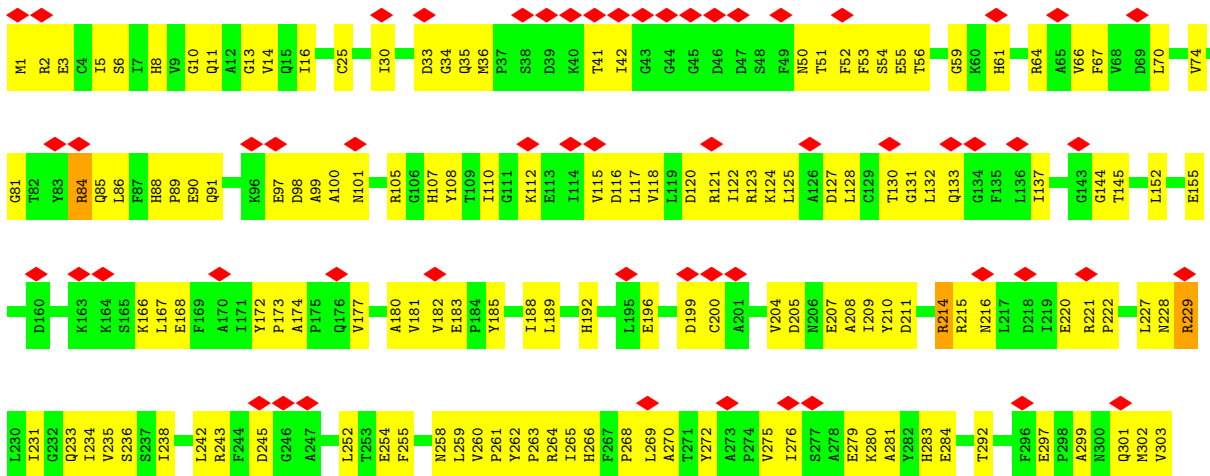 M1 R2 E3 C4 I5 S6 I7 H8 V9 G10 Q11 A12 G13 V14 Q15 I16 C25 I30 D33 G34 Q35 M36 P37 S38 D39 K40 T41 I42 G43 G44 G45 D46 D47 S48 F49 N50 T51 F52 F53 S54 E55 T56 G59 K60 H61 R64 A65 V66 F67 V68 D69 L70 V74
G81 T82 Y83 R84 Q85 L86 F87 H88 P89 E90 Q91 K96 E97 D98 A99 A100 N101 R105 G106 H107 Y108 T109 I110 G111 K112 E113 I114 V115 D116 L117 V118 L119 D120 R121 I122 R123 K124 L125 A126 D127 L128 C129 T130 G131 L132 Q133 G134 F135 L136 I137 G143 G144 T145 L152 E155
D160 K163 K164 S165 K166 L167 E168 F169 A170 I171 Y172 P173 A174 P175 Q176 V177 A180 V181 V182 E183 P184 Y185 I188 L189 H192 L195 E196 D199 C200 A201 V204 D205 N206 E207 A208 I209 Y210 D211 R214 R215 N216 L217 D218 I219 E220 R221 P222 L227 N228 R229
L230 I231 G232 Q233 I234 V235 S236 S237 I238 L242 R243 F244 D245 G246 A247 L252 T253 E254 F255 N258 L259 V260 P261 Y262 P263 R264 I265 H266 F267 P268 L269 A270 T271 Y272 A273 P274 V275 I276 S277 A278 E279 K280 A281 Y282 H283 E284 T292 F296 E297 P298 A299 N300 Q301 M302 V303